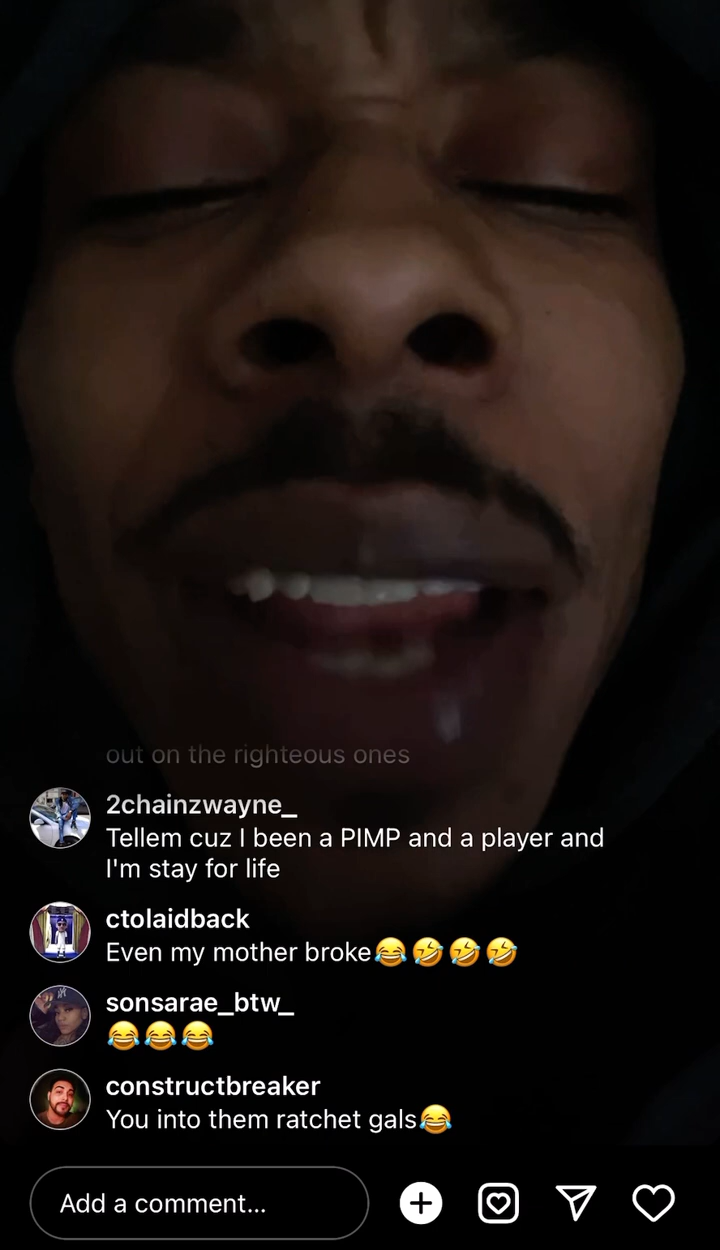 out on the righteous ones
2chainzwayne_
Tellem cuz I been a PIMP and a player and
I'm stay for life
ctolaidback
Even my mother broke😂🤣🤣🤣
sonsarae_btw_
😂😂😂
constructbreaker
You into them ratchet gals😂
Add a comment...